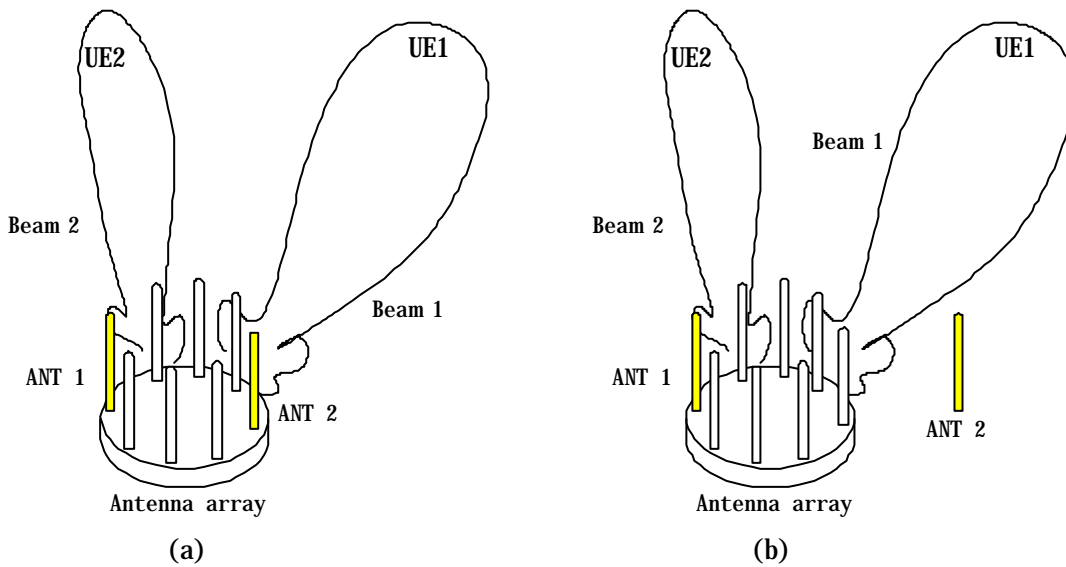 UE2
UE1
Beam 2
Beam 1
ANT 1
ANT 2
Antenna array
(a)
UE2
UE1
Beam 1
Beam 2
ANT 1
ANT 2
Antenna array
(b)